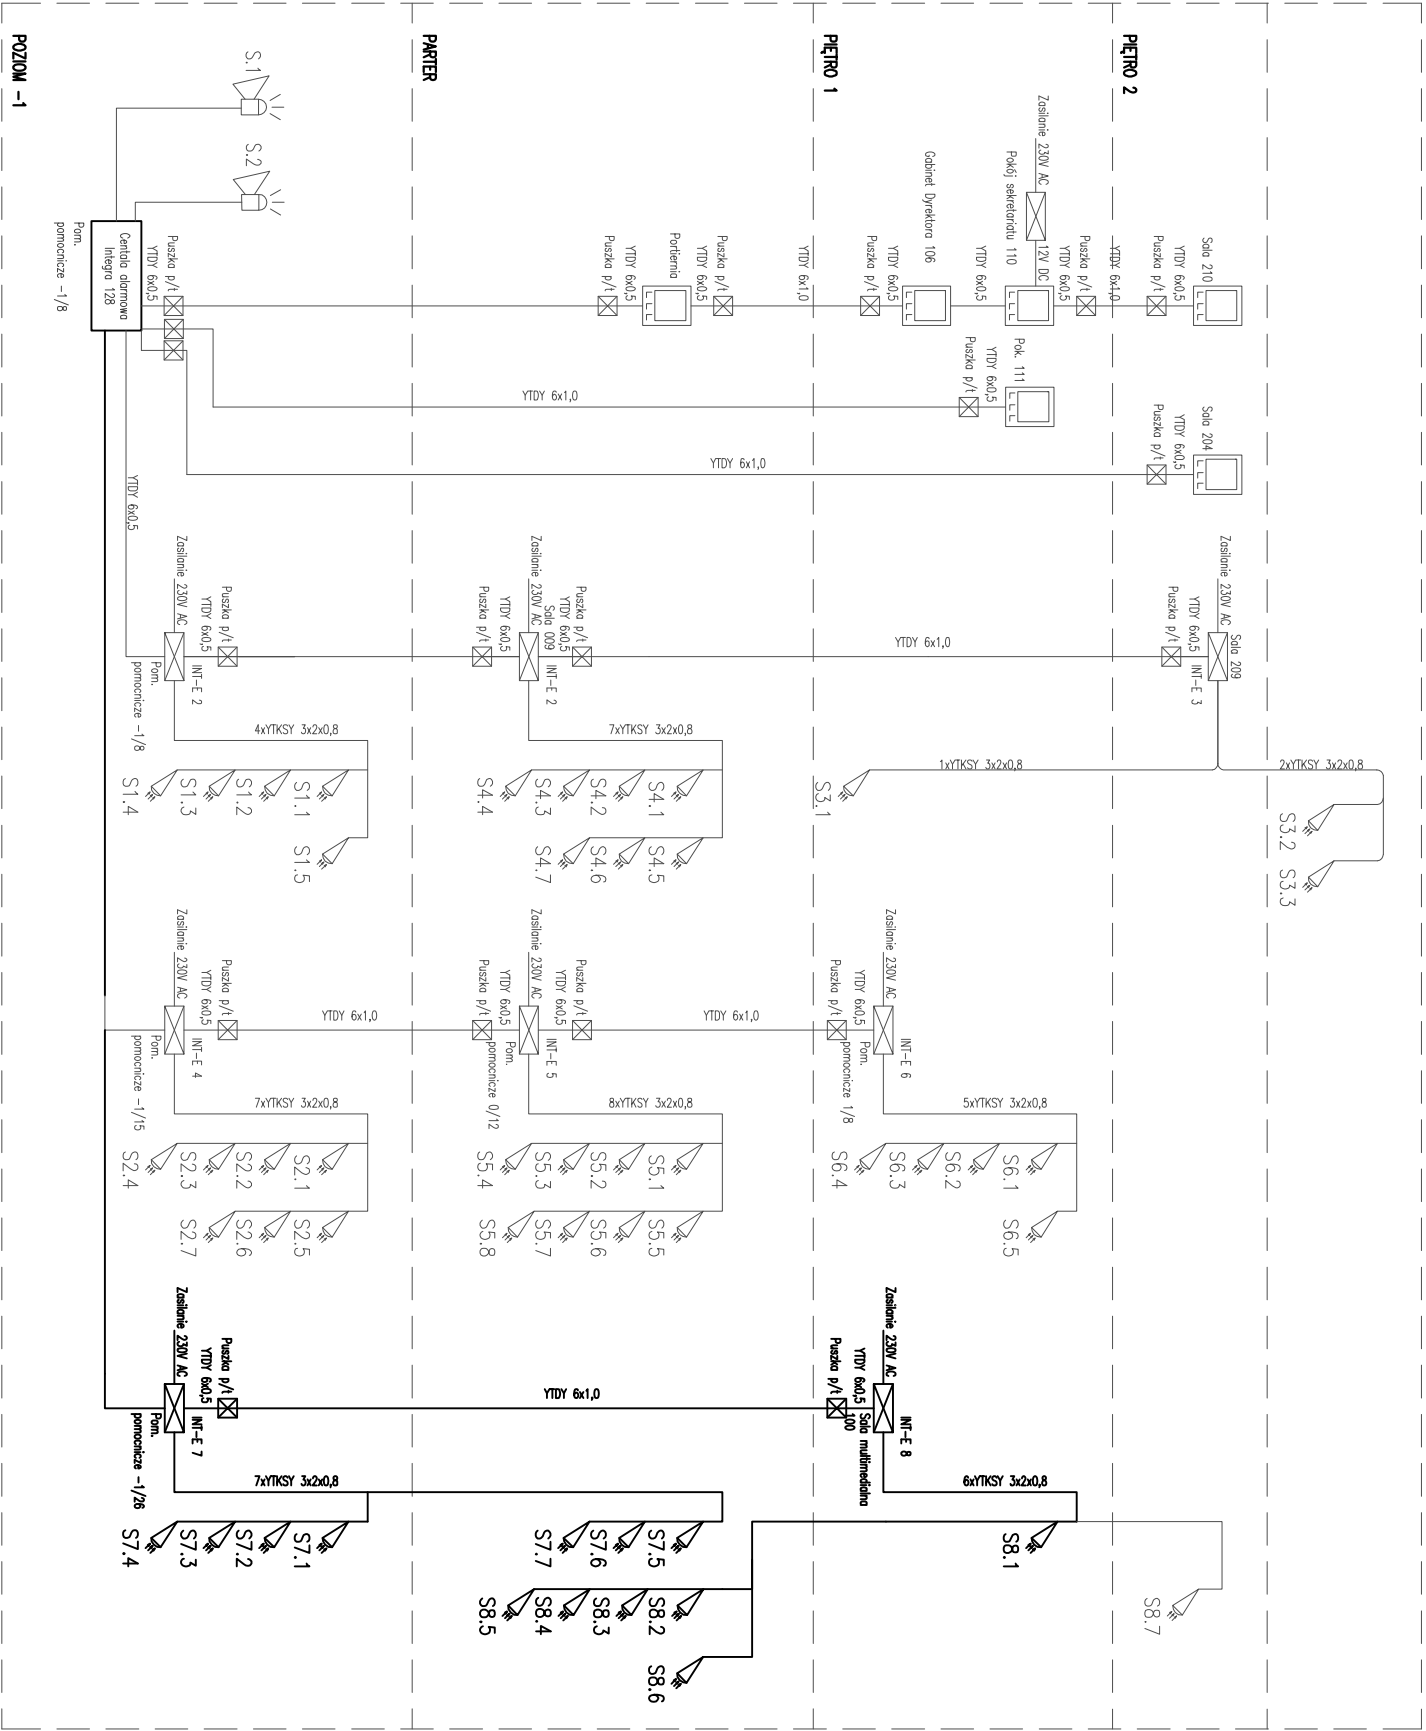 PIĘTRO 2
PIĘTRO 1
PARTER
POZIOM -1
S.1
S.2
Centala alarmowa
Integra 128
Pom.
pomocnicze -1/8
Puszka p/t
YTDY 6x0,5
Puszka p/t
YTDY 6x0,5
Portiernia
YTDY 6x0,5
Puszka p/t
YTDY 6x1,0
Puszka p/t
YTDY 6x0,5
Gabinet Dyrektora 106
YTDY 6x0,5
Pokój sekretariatu 110
Zasilanie 230V AC
12V DC
YTDY 6x0,5
Puszka p/t
YTDY 6x1,0
Puszka p/t
YTDY 6x0,5
Sala 210
YTDY 6x1,0
Puszka p/t
YTDY 6x0,5
Pok. 111
YTDY 6x1,0
Puszka p/t
YTDY 6x0,5
Sala 204
YTDY 6x0,5
Zasilanie 230V AC
YTDY 6x0,5
Puszka p/t
INT-E 2
Pom.
pomocnicze -1/8
4xYTKSY 3x2x0,8
S1.1
S1.2
S1.3
S1.4
S1.5
Puszka p/t
YTDY 6x0,5
Zasilanie 230V AC
Sala 009
YTDY 6x0,5
Puszka p/t
INT-E 2
7xYTKSY 3x2x0,8
S4.1
S4.2
S4.3
S4.4
S4.5
S4.6
S4.7
YTDY 6x1,0
Puszka p/t
YTDY 6x0,5
Zasilanie 230V AC
Sala 209
INT-E 3
1xYTKSY 3x2x0,8
2xYTKSY 3x2x0,8
S3.1
S3.2
S3.3
Zasilanie 230V AC
YTDY 6x0,5
Puszka p/t
INT-E 4
Pom.
pomocnicze -1/15
YTDY 6x1,0
7xYTKSY 3x2x0,8
S2.1
S2.2
S2.3
S2.4
S2.5
S2.6
S2.7
Puszka p/t
YTDY 6x0,5
Zasilanie 230V AC
YTDY 6x0,5
Puszka p/t
INT-E 5
Pom.
pomocnicze 0/12
YTDY 6x1,0
8xYTKSY 3x2x0,8
S5.1
S5.2
S5.3
S5.4
S5.5
S5.6
S5.7
S5.8
Puszka p/t
YTDY 6x0,5
Zasilanie 230V AC
INT-E 6
Pom.
pomocnicze 1/8
5xYTKSY 3x2x0,8
S6.1
S6.2
S6.3
S6.4
S6.5
Zasilanie 230V AC
YTDY 6x0,5
Puszka p/t
INT-E 7
Pom.
pomocnicze -1/26
YTDY 6x1,0
7xYTKSY 3x2x0,8
S7.1
S7.2
S7.3
S7.4
S7.5
S7.6
S7.7
Puszka p/t
YTDY 6x0,5
Zasilanie 230V AC
INT-E 8
Sala multimedialna
100
6xYTKSY 3x2x0,8
S8.1
S8.2
S8.3
S8.4
S8.5
S8.6
S8.7